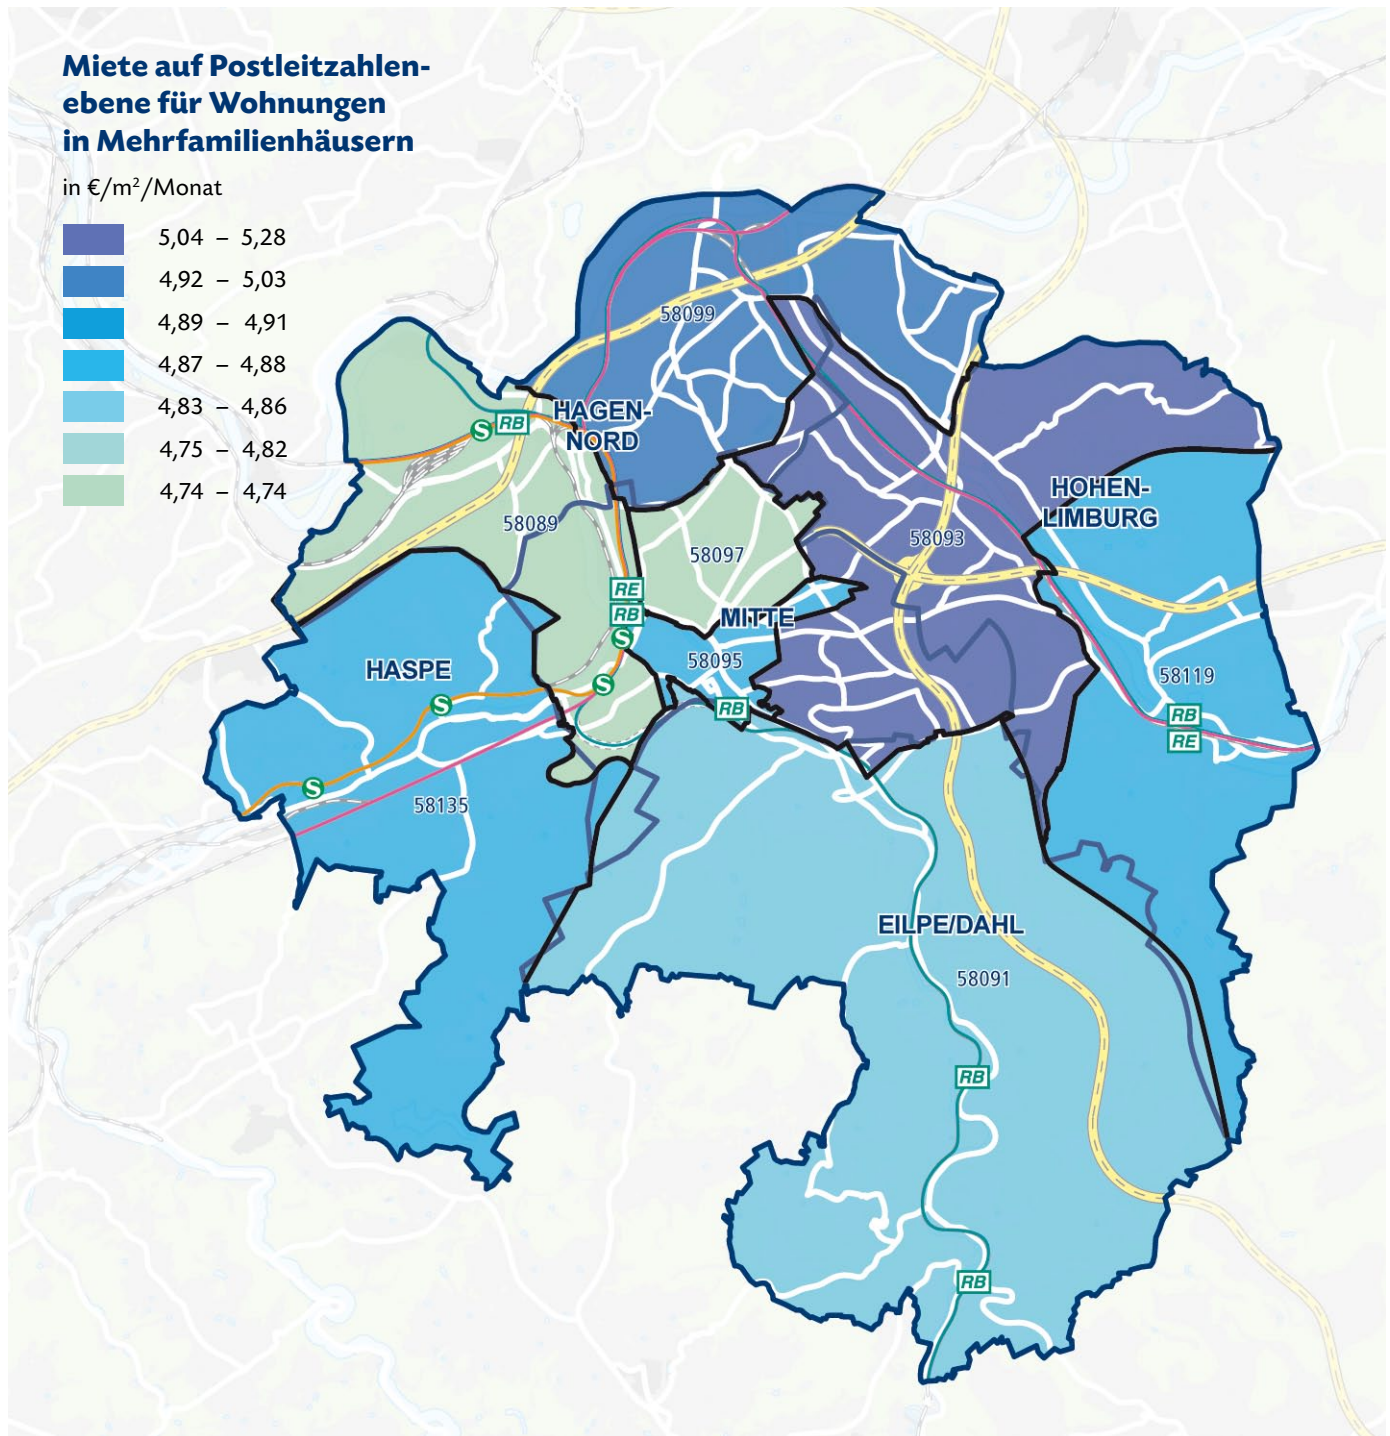 Miete auf Postleitzahlen-
ebene für Wohnungen
in Mehrfamilienhäusern
in €/m²/Monat
5,04 – 5,28
4,92 – 5,03
4,89 – 4,91
4,87 – 4,88
4,83 – 4,86
4,75 – 4,82
4,74 – 4,74
58099
HAGEN-
NORD
S RB
58089
58097
58093
HOHEN-
LIMBURG
RE
RB
S
MITTE
58095
HASPE
S
S
RB
58119
RB
RE
S
58135
EILPE/DAHL
58091
RB
RB